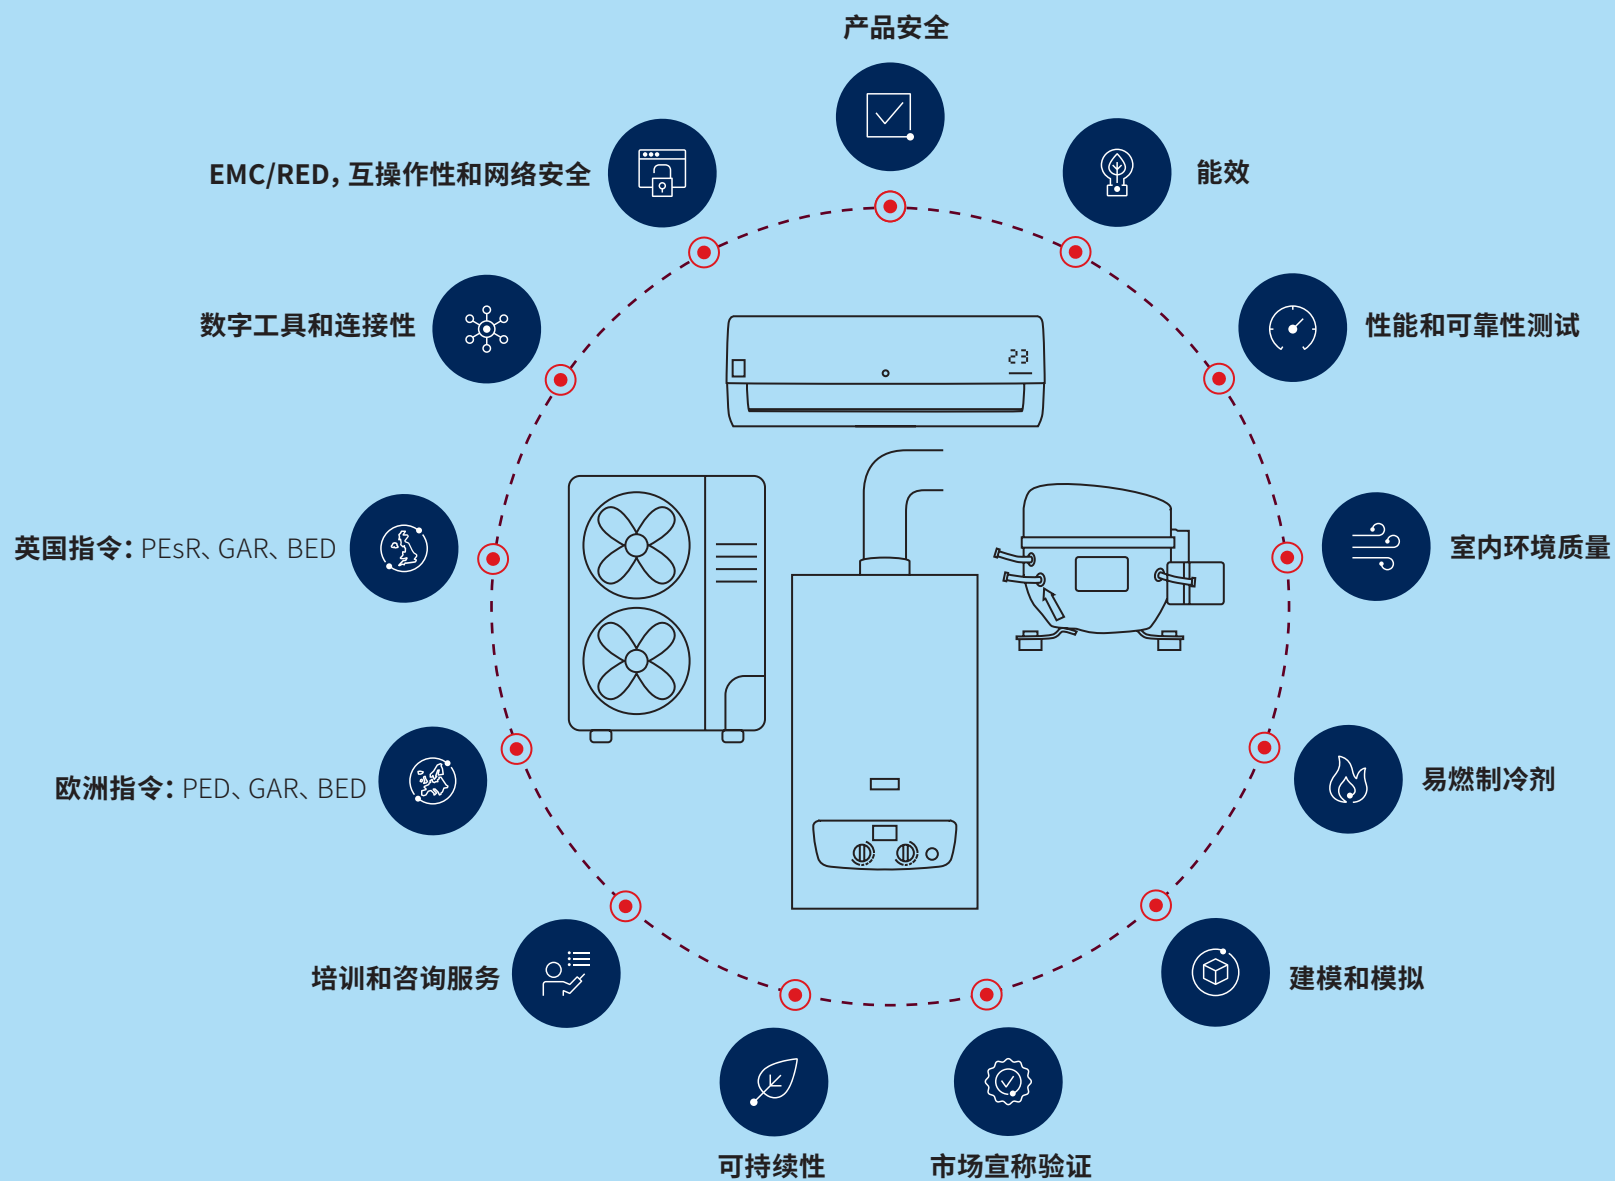 产品安全
EMC/RED，互操作性和网络安全
能效
数字工具和连接性
性能和可靠性测试
23
英国指令：PEsR、GAR、BED
室内环境质量
欧洲指令：PED、GAR、BED
易燃制冷剂
培训和咨询服务
建模和模拟
可持续性
市场宣称验证